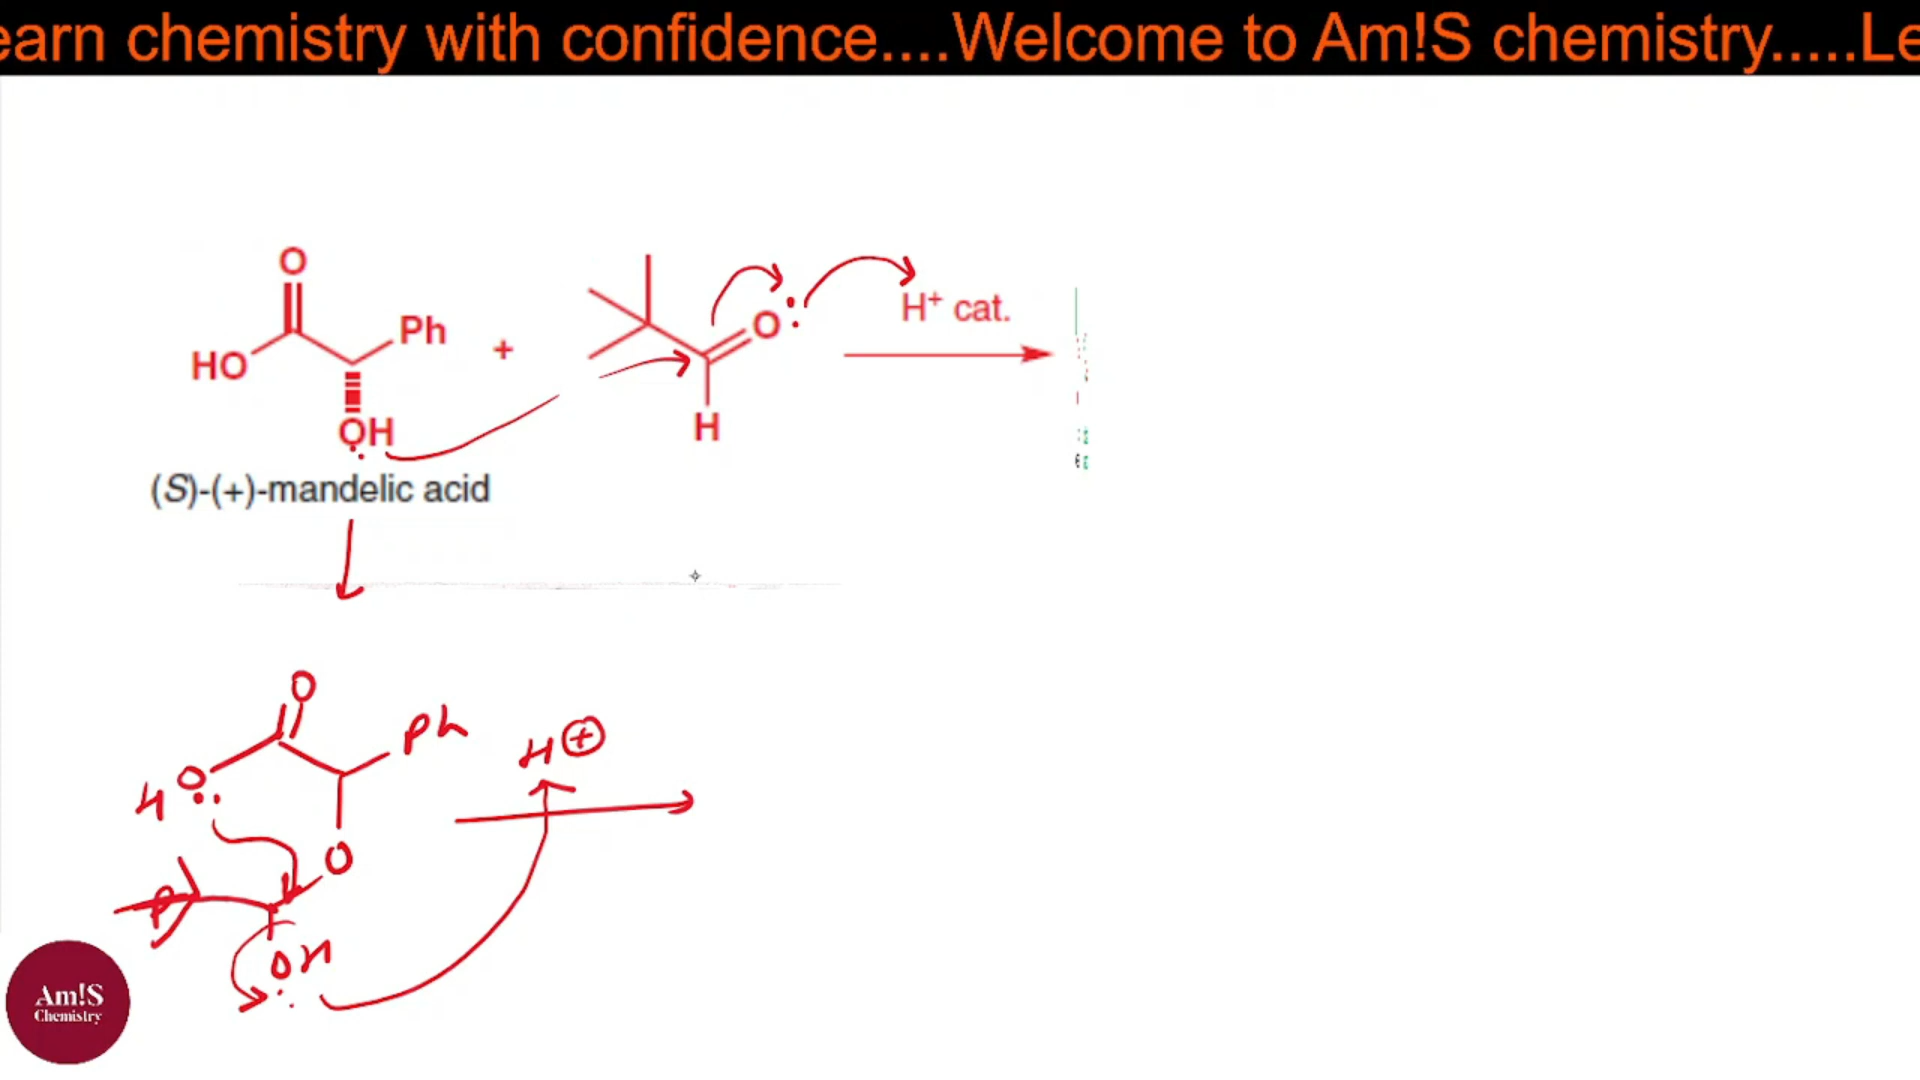 earn chemistry with confidence....Welcome to Am!S chemistry.....Le
O
HO
Ph
OH
+
O
H
H+ cat.
(S)-(+)-mandelic acid
O
Ph
H O
O
OH
H+
Am!S
Chemistry